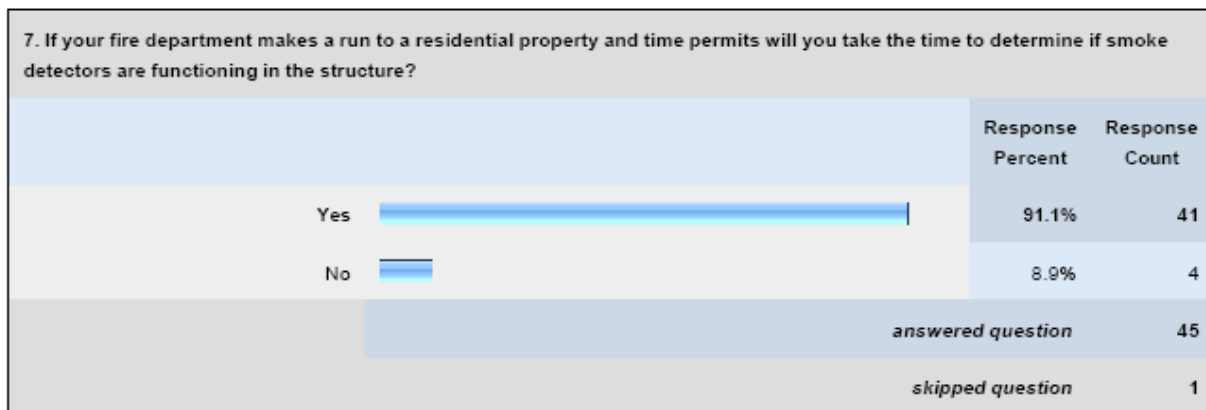 7. If your fire department makes a run to a residential property and time permits will you take the time to determine if smoke
detectors are functioning in the structure?
Response Percent Response Count
Yes 91.1% 41
No 8.9% 4
answered question 45
skipped question 1